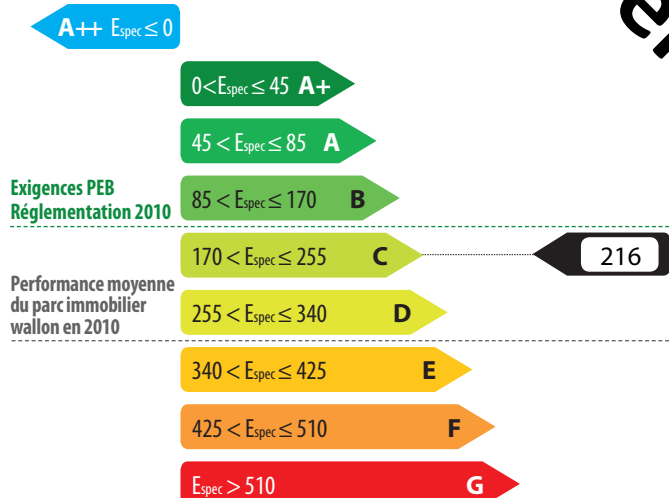 A++ Espec ≤ 0
0<Espec ≤ 45 A+
45 < Espec ≤ 85 A
Exigences PEB
Réglementation 2010
85 < Espec ≤ 170 B
170 < Espec ≤ 255 C
216
Performance moyenne
du parc immobilier
wallon en 2010
255 < Espec ≤ 340 D
340 < Espec ≤ 425 E
425 < Espec ≤ 510 F
Espec > 510 G